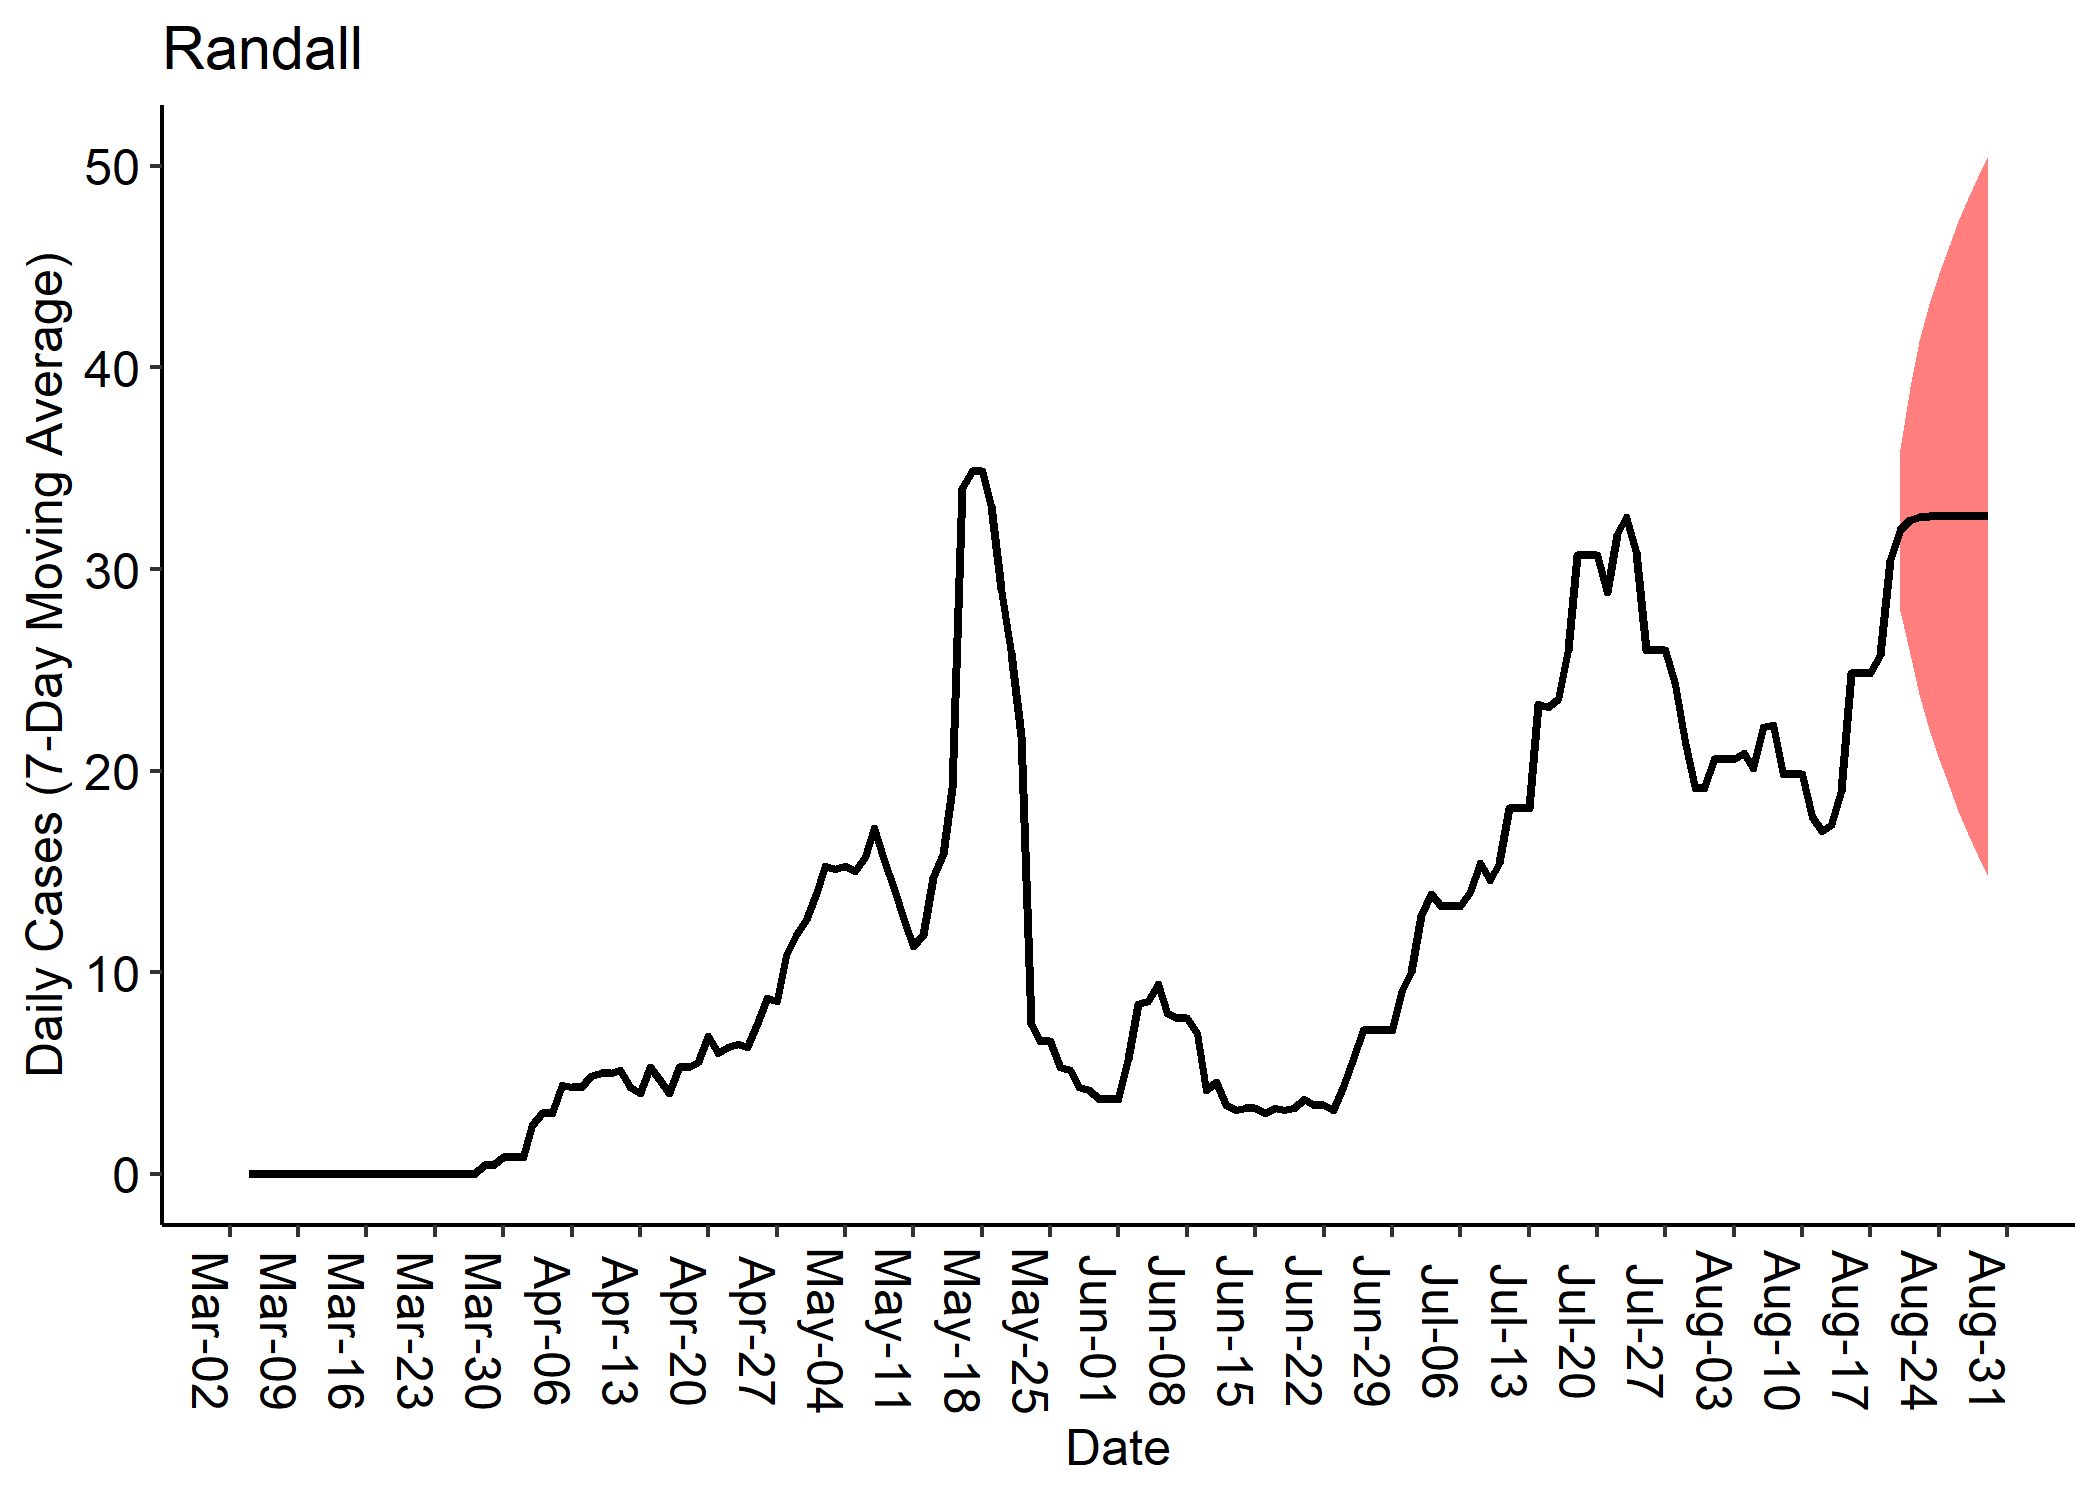 Randall
Daily Cases (7-Day Moving Average)
50
40
30
20
10
0
Mar-02
Mar-09
Mar-16
Mar-23
Mar-30
Apr-06
Apr-13
Apr-20
Apr-27
May-04
May-11
May-18
May-25
Jun-01
Jun-08
Jun-15
Jun-22
Jun-29
Jul-06
Jul-13
Jul-20
Jul-27
Aug-03
Aug-10
Aug-17
Aug-24
Aug-31
Date